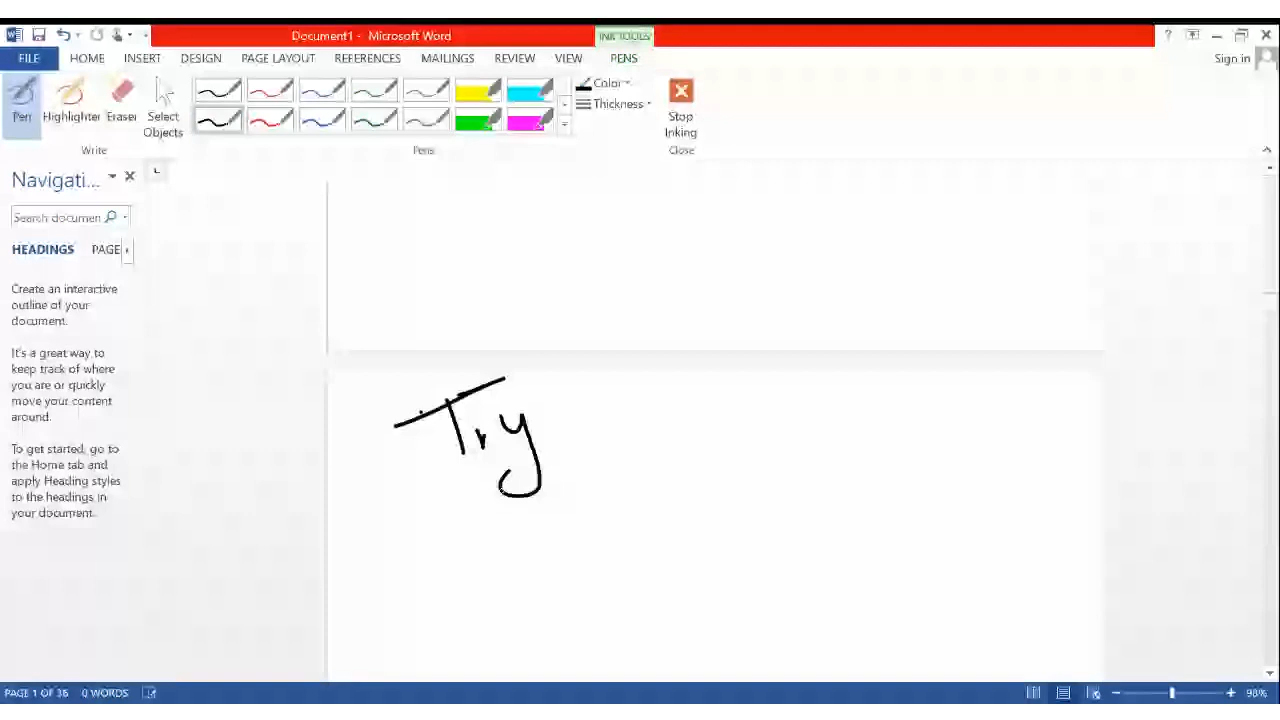 Document1 - Microsoft Word
INK TOOLS
?
FILE HOME INSERT DESIGN PAGE LAYOUT REFERENCES MAILINGS REVIEW VIEW PENS
Sign in
Pen Highlighter Eraser Select Objects
Color
Thickness
Stop Inking
Write Pens Close
Navigati...
Search documen
HEADINGS PAGE
Create an interactive
outline of your
document.
It's a great way to
keep track of where
you are or quickly
move your content
around.
To get started, go to
the Home tab and
apply Heading styles
to the headings in
your document.
Try
PAGE 1 OF 36 0 WORDS
98%